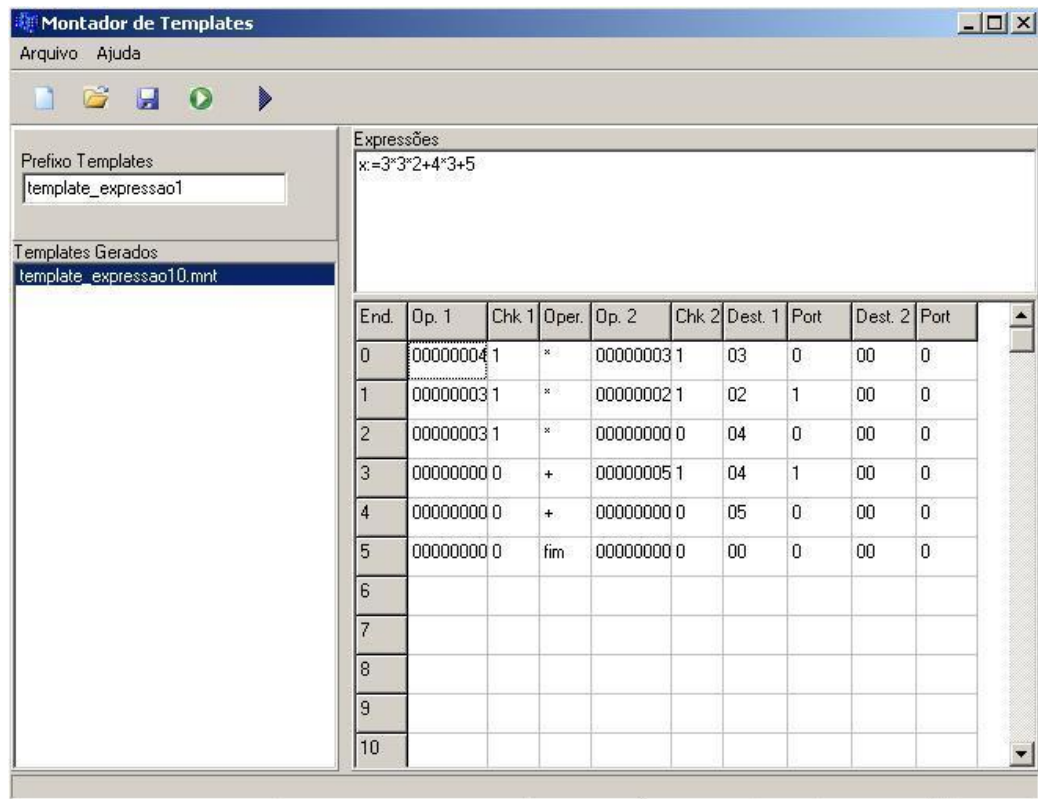 Montador de Templates
Arquivo Ajuda
Prefixo Templates
template_expressao1
Templates Gerados
template_expressao10.mnt
Expressões
x:=3*3*2+4*3+5
End. Op. 1 Chk 1 Oper. Op. 2 Chk 2 Dest. 1 Port Dest. 2 Port
0 00000004 1 * 00000003 1 03 0 00 0
1 00000003 1 * 00000002 1 02 1 00 0
2 00000003 1 * 00000000 0 04 0 00 0
3 00000000 0 + 00000005 1 04 1 00 0
4 00000000 0 + 00000000 0 05 0 00 0
5 00000000 0 fim 00000000 0 00 0 00 0
6
7
8
9
10